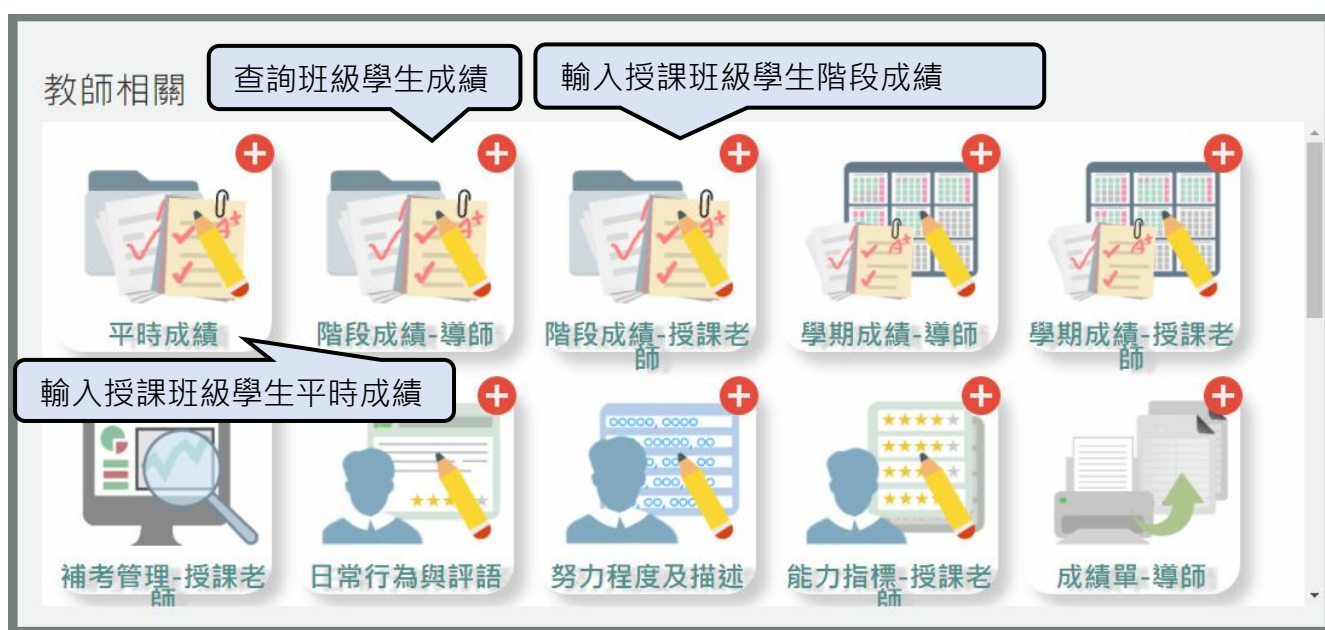 教師相關
查詢班級學生成績
輸入授課班級學生階段成績
平時成績
階段成績-導師
階段成績-授課老
師
學期成績-導師
學期成績-授課老
師
輸入授課班級學生平時成績
補考管理-授課老
師
日常行為與評語
努力程度及描述
能力指標-授課老
師
成績單-導師